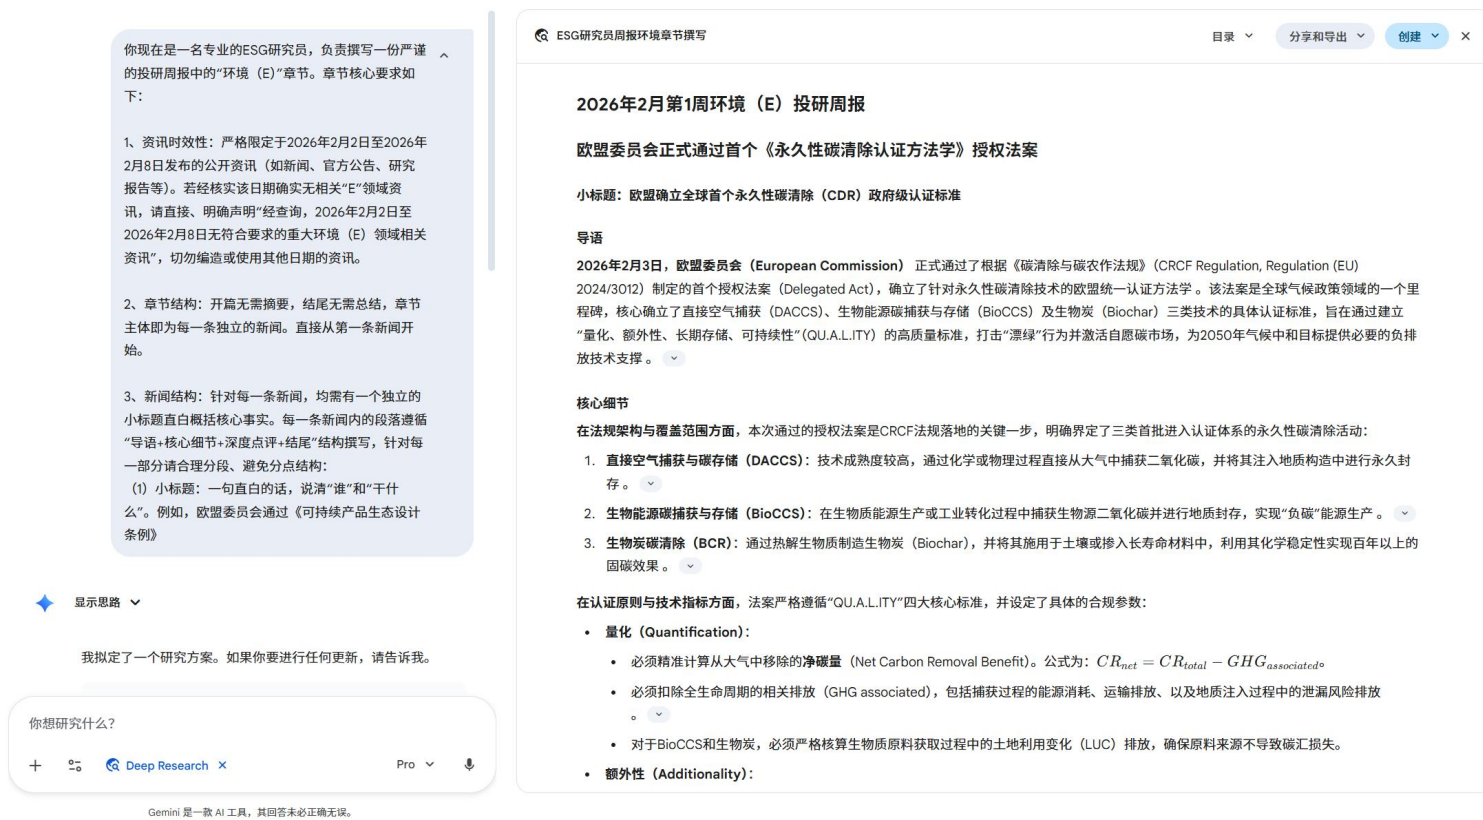 你现在是一名专业的ESG研究员，负责撰写一份严谨
的投研周报中的“环境（E）”章节。章节核心要求如
下：
1、资讯时效性：严格限定于2026年2月2日至2026年
2月8日发布的公开资讯（如新闻、官方公告、研究
报告等）。若经核实该日期确实无相关“E”领域资
讯，请直接、明确声明“经查询，2026年2月2日至
2026年2月8日无符合要求的重大环境（E）领域相关
资讯”，切勿编造或使用其他日期的资讯。
2、章节结构：开篇无需摘要，结尾无需总结，章节
主体即为每一条独立的新闻。直接从第一条新闻开
始。
3、新闻结构：针对每一条新闻，均需有一个独立的
小标题直白概括核心事实。每一条新闻内的段落遵循
“导语+核心细节+深度点评+结尾”结构撰写，针对每
一部分请合理分段、避免分点结构：
（1）小标题：一句直白的话，说清“谁”和“干什
么”。例如，欧盟委员会通过《可持续产品生态设计
条例》
显示思路
我拟定了一个研究方案。如果你要进行任何更新，请告诉我。
你想研究什么？
Deep Research ×
Pro
Gemini 是一款 AI 工具，其回答未必正确无误。
ESG研究员周报环境章节撰写
目录
分享和导出
创建
2026年2月第1周环境（E）投研周报
欧盟委员会正式通过首个《永久性碳清除认证方法学》授权法案
小标题：欧盟确立全球首个永久性碳清除（CDR）政府级认证标准
导语
2026年2月3日，欧盟委员会（European Commission） 正式通过了根据《碳清除与碳农作法规》（CRCF Regulation, Regulation (EU)
2024/3012）制定的首个授权法案（Delegated Act），确立了针对永久性碳清除技术的欧盟统一认证方法学 。该法案是全球气候政策领域的一个里
程碑，核心确立了直接空气捕获（DACCS）、生物能源碳捕获与存储（BioCCS）及生物炭（Biochar）三类技术的具体认证标准，旨在通过建立
“量化、额外性、长期存储、可持续性”（QU.A.L.ITY）的高质量标准，打击“漂绿”行为并激活自愿碳市场，为2050年气候中和目标提供必要的负排
放技术支撑 。
核心细节
在法规架构与覆盖范围方面，本次通过的授权法案是CRCF法规落地的关键一步，明确界定了三类首批进入认证体系的永久性碳清除活动：
1. 直接空气捕获与碳存储（DACCS）：技术成熟度较高，通过化学或物理过程直接从大气中捕获二氧化碳，并将其注入地质构造中进行永久封
存 。
2. 生物能源碳捕获与存储（BioCCS）：在生物质能源生产或工业转化过程中捕获生物源二氧化碳并进行地质封存，实现“负碳”能源生产 。
3. 生物炭碳清除（BCR）：通过热解生物质制造生物炭（Biochar），并将其施用于土壤或掺入长寿命材料中，利用其化学稳定性实现百年以上的
固碳效果 。
在认证原则与技术指标方面，法案严格遵循“QU.A.L.ITY”四大核心标准，并设定了具体的合规参数：
• 量化（Quantification）：
• 必须精准计算从大气中移除的净碳量（Net Carbon Removal Benefit）。公式为：CR_net = CR_total − GHG_associated。
• 必须扣除全生命周期的相关排放（GHG associated），包括捕获过程的能源消耗、运输排放、以及地质注入过程中的泄漏风险排放
。
• 对于BioCCS和生物炭，必须严格核算生物质原料获取过程中的土地利用变化（LUC）排放，确保原料来源不导致碳汇损失。
• 额外性（Additionality）：